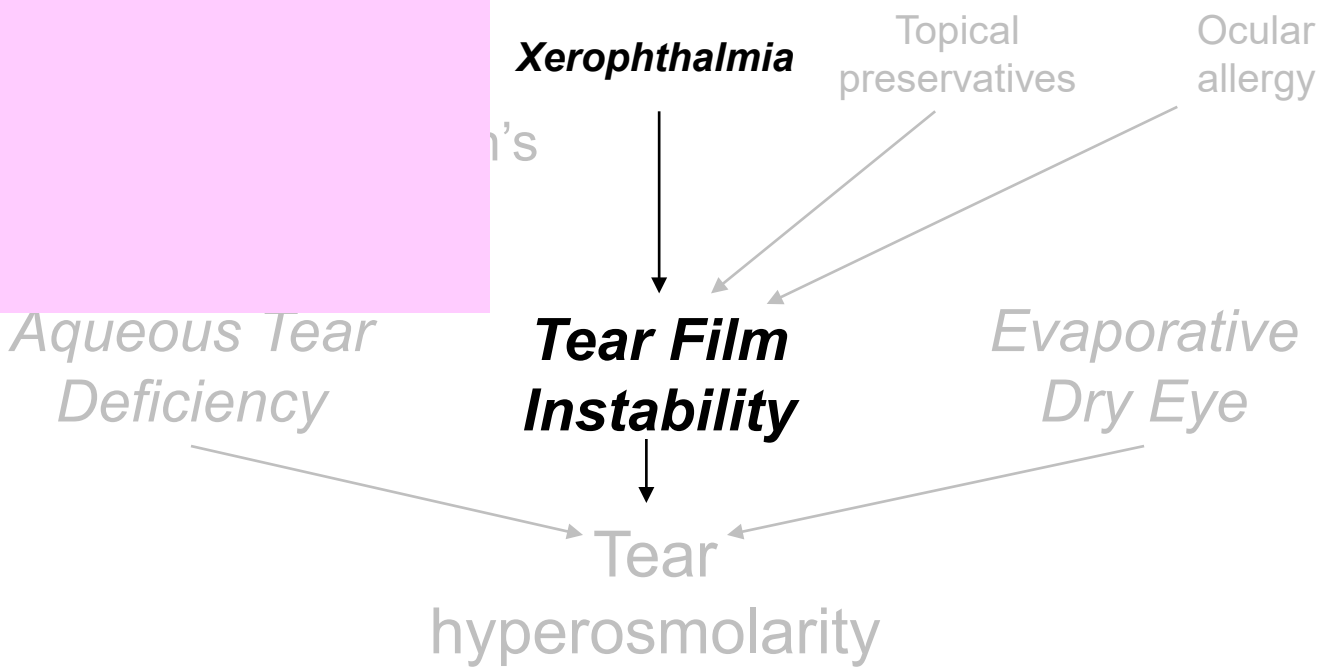 Xerophthalmia
Topical
preservatives
Ocular
allergy
Aqueous Tear
Deficiency
Tear Film
Instability
Evaporative
Dry Eye
Tear
hyperosmolarity